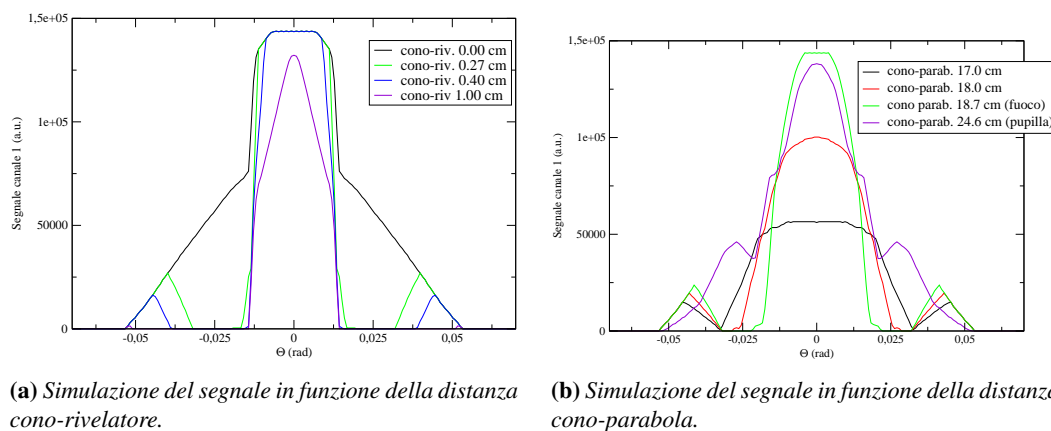 1,5e+05
1e+05
50000
0
Segnale canale 1 (a.u.)
-0,05
-0,025
0
0,025
0,05
Θ (rad)
cono-riv. 0.00 cm
cono-riv. 0.27 cm
cono-riv. 0.40 cm
cono-riv 1.00 cm
(a) Simulazione del segnale in funzione della distanza
cono-rivelatore.
1,5e+05
1e+05
50000
0
Segnale canale 1 (a.u.)
-0,05
-0,025
0
0,025
0,05
Θ (rad)
cono-parab. 17.0 cm
cono-parab. 18.0 cm
cono parab. 18.7 cm (fuoco)
cono-parab. 24.6 cm (pupilla)
(b) Simulazione del segnale in funzione della distanza
cono-parabola.